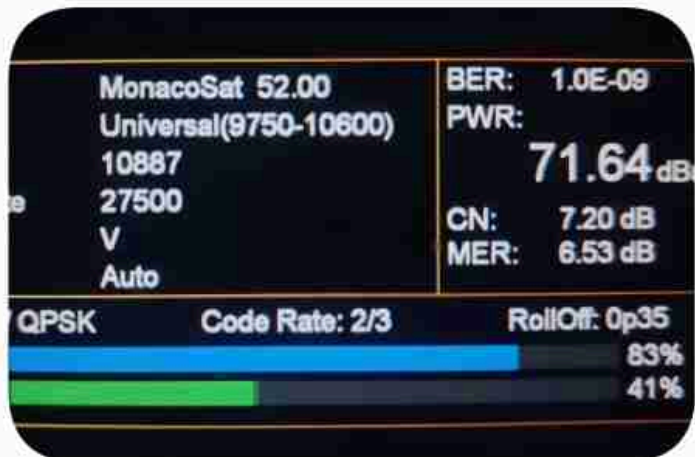 MonacoSat 52.00
Universal(9750-10600)
10887
27500
V
Auto
BER: 1.0E-09
PWR:
71.64
CN: 7.20 dB
MER: 6.53 dB
QPSK Code Rate: 2/3 RollOff: 0p35
83%
41%